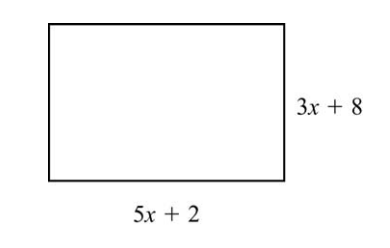 3x + 8
5x + 2